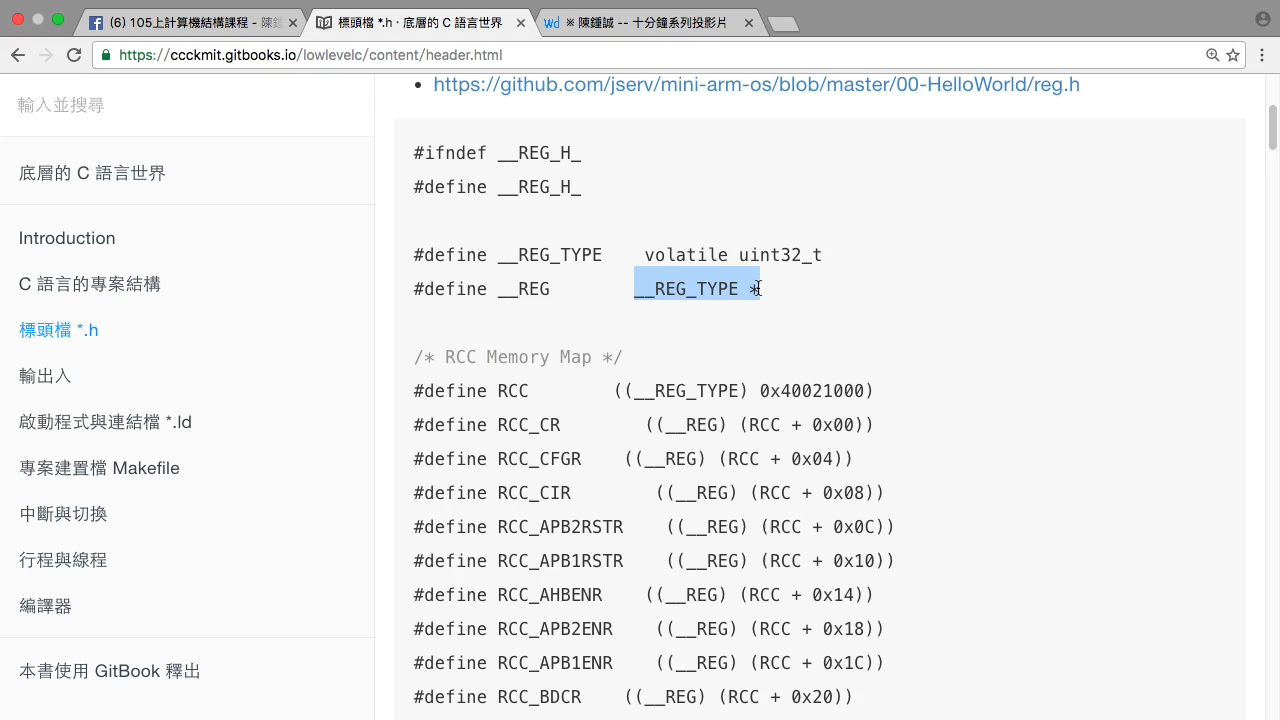 (6) 105上計算機結構課程 - 陳鍾
標頭檔 *.h · 底層的 C 語言世界
Wd ※ 陳鍾誠 -- 十分鐘系列投影片
https://ccckmit.gitbooks.io/lowlevelc/content/header.html
輸入並搜尋
底層的 C 語言世界
Introduction
C 語言的專案結構
標頭檔 *.h
輸出入
啟動程式與連結檔 *.ld
專案建置檔 Makefile
中斷與切換
行程與線程
編譯器
本書使用 GitBook 釋出
• https://github.com/jserv/mini-arm-os/blob/master/00-HelloWorld/reg.h
#ifndef __REG_H_
#define __REG_H_
#define __REG_TYPE    volatile uint32_t
#define __REG        __REG_TYPE *
/* RCC Memory Map */
#define RCC        ((__REG_TYPE) 0x40021000)
#define RCC_CR        ((__REG) (RCC + 0x00))
#define RCC_CFGR    ((__REG) (RCC + 0x04))
#define RCC_CIR        ((__REG) (RCC + 0x08))
#define RCC_APB2RSTR    ((__REG) (RCC + 0x0C))
#define RCC_APB1RSTR    ((__REG) (RCC + 0x10))
#define RCC_AHBENR    ((__REG) (RCC + 0x14))
#define RCC_APB2ENR    ((__REG) (RCC + 0x18))
#define RCC_APB1ENR    ((__REG) (RCC + 0x1C))
#define RCC_BDCR    ((__REG) (RCC + 0x20))